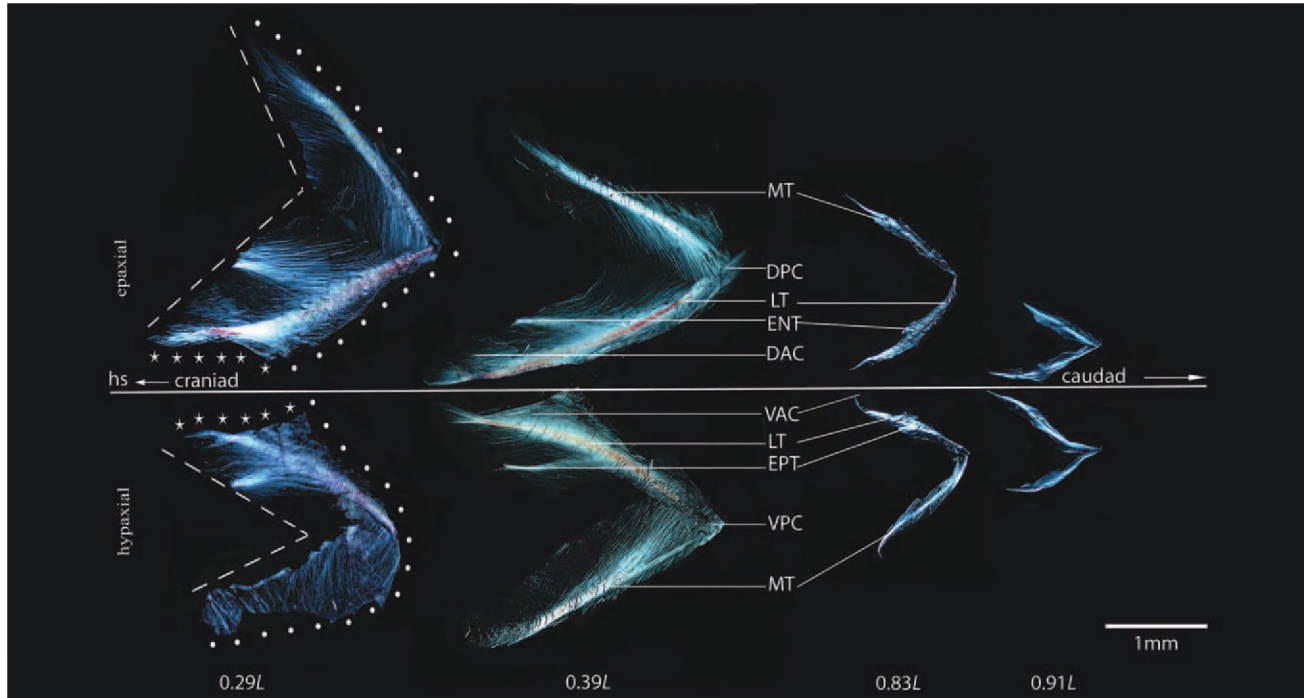 MT
DPC
epaxial
LT
ENT
DAC
hs
craniad
caudad
VAC
LT
EPT
hypaxial
VPC
MT
1mm
0.29L
0.39L
0.83L
0.91L